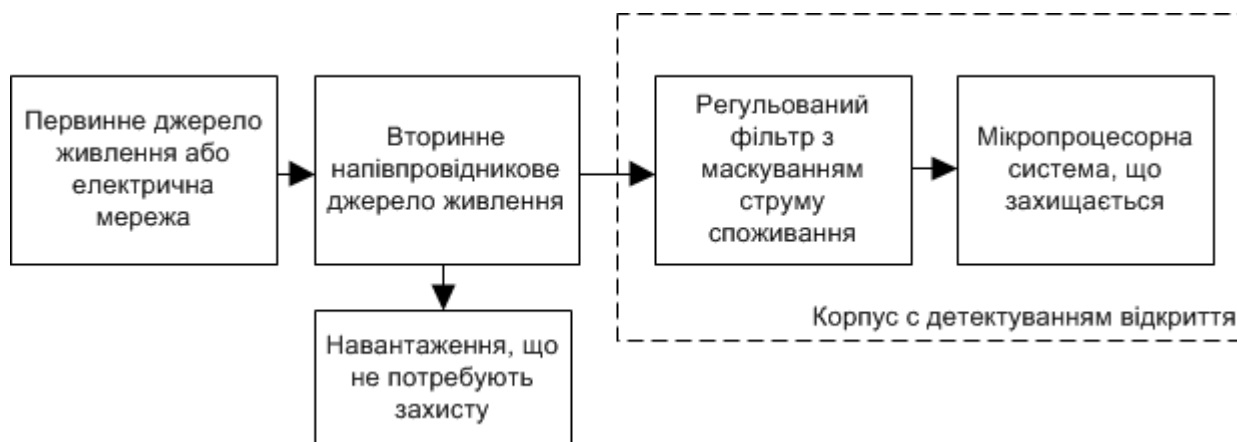 Первинне джерело
живлення або
електрична
мережа
Вторинне
напівпровідникове
джерело живлення
Регульований
фільтр з
маскуванням
струму
споживання
Мікропроцесорна
система, що
захищається
Корпус с детектуванням відкриття
Навантаження, що
не потребують
захисту